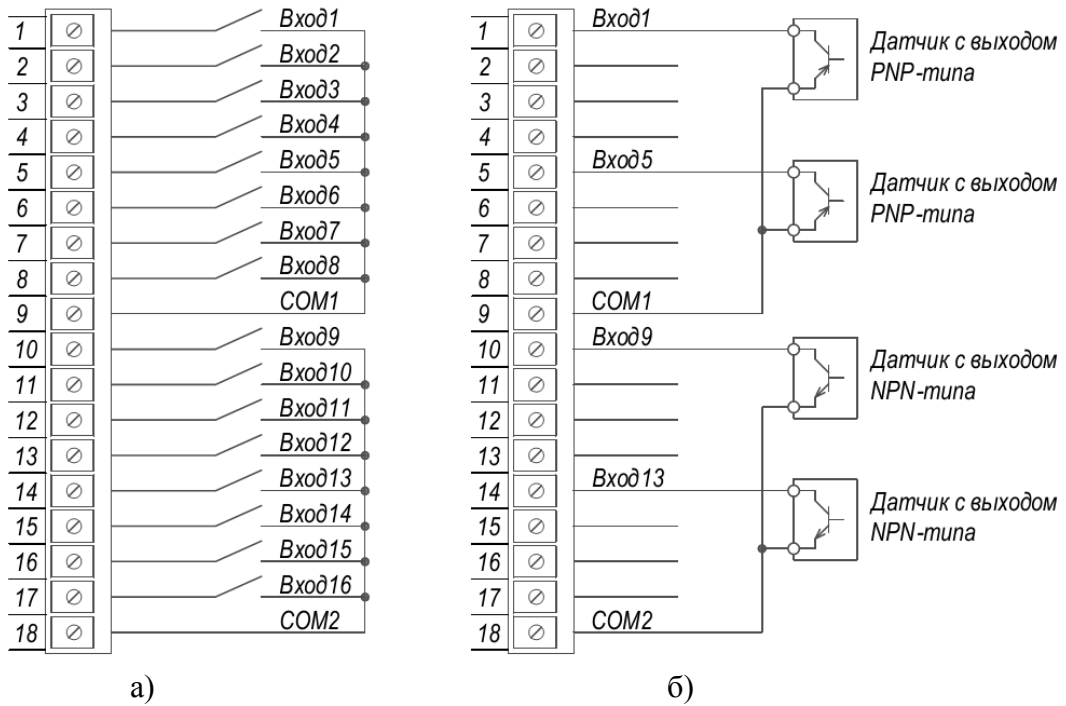 1 Вход1
2 Вход2
3 Вход3
4 Вход4
5 Вход5
6 Вход6
7 Вход7
8 Вход8
9 COM1
10 Вход9
11 Вход10
12 Вход11
13 Вход12
14 Вход13
15 Вход14
16 Вход15
17 Вход16
18 COM2
а)
1 Вход1
Датчик с выходом
PNP-типа
2
3
4
5 Вход5
Датчик с выходом
PNP-типа
6
7
8
9 COM1
10 Вход9
Датчик с выходом
NPN-типа
11
12
13
14 Вход13
Датчик с выходом
NPN-типа
15
16
17
18 COM2
б)